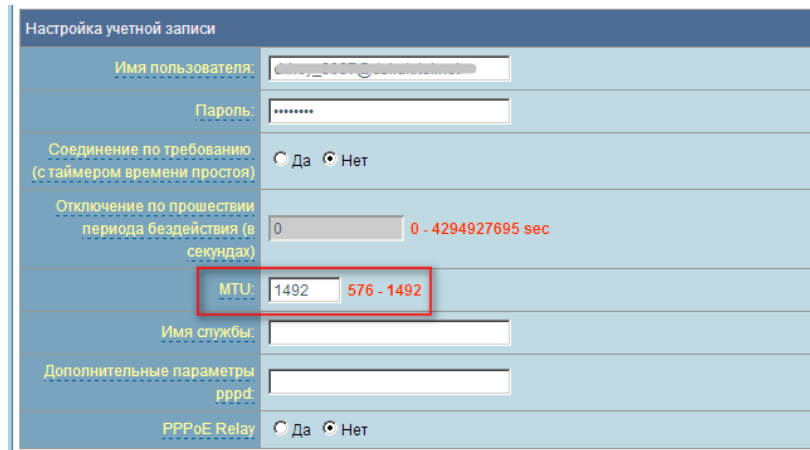 Настройка учетной записи
Имя пользователя:
Пароль: ••••••••
Соединение по требованию
(с таймером времени простоя)
Да Нет
Отключение по прошествии
периода бездействия (в
секундах)
0 0 - 4294927695 sec
MTU: 1492 576 - 1492
Имя службы:
Дополнительные параметры
pppd:
PPPoE Relay Да Нет